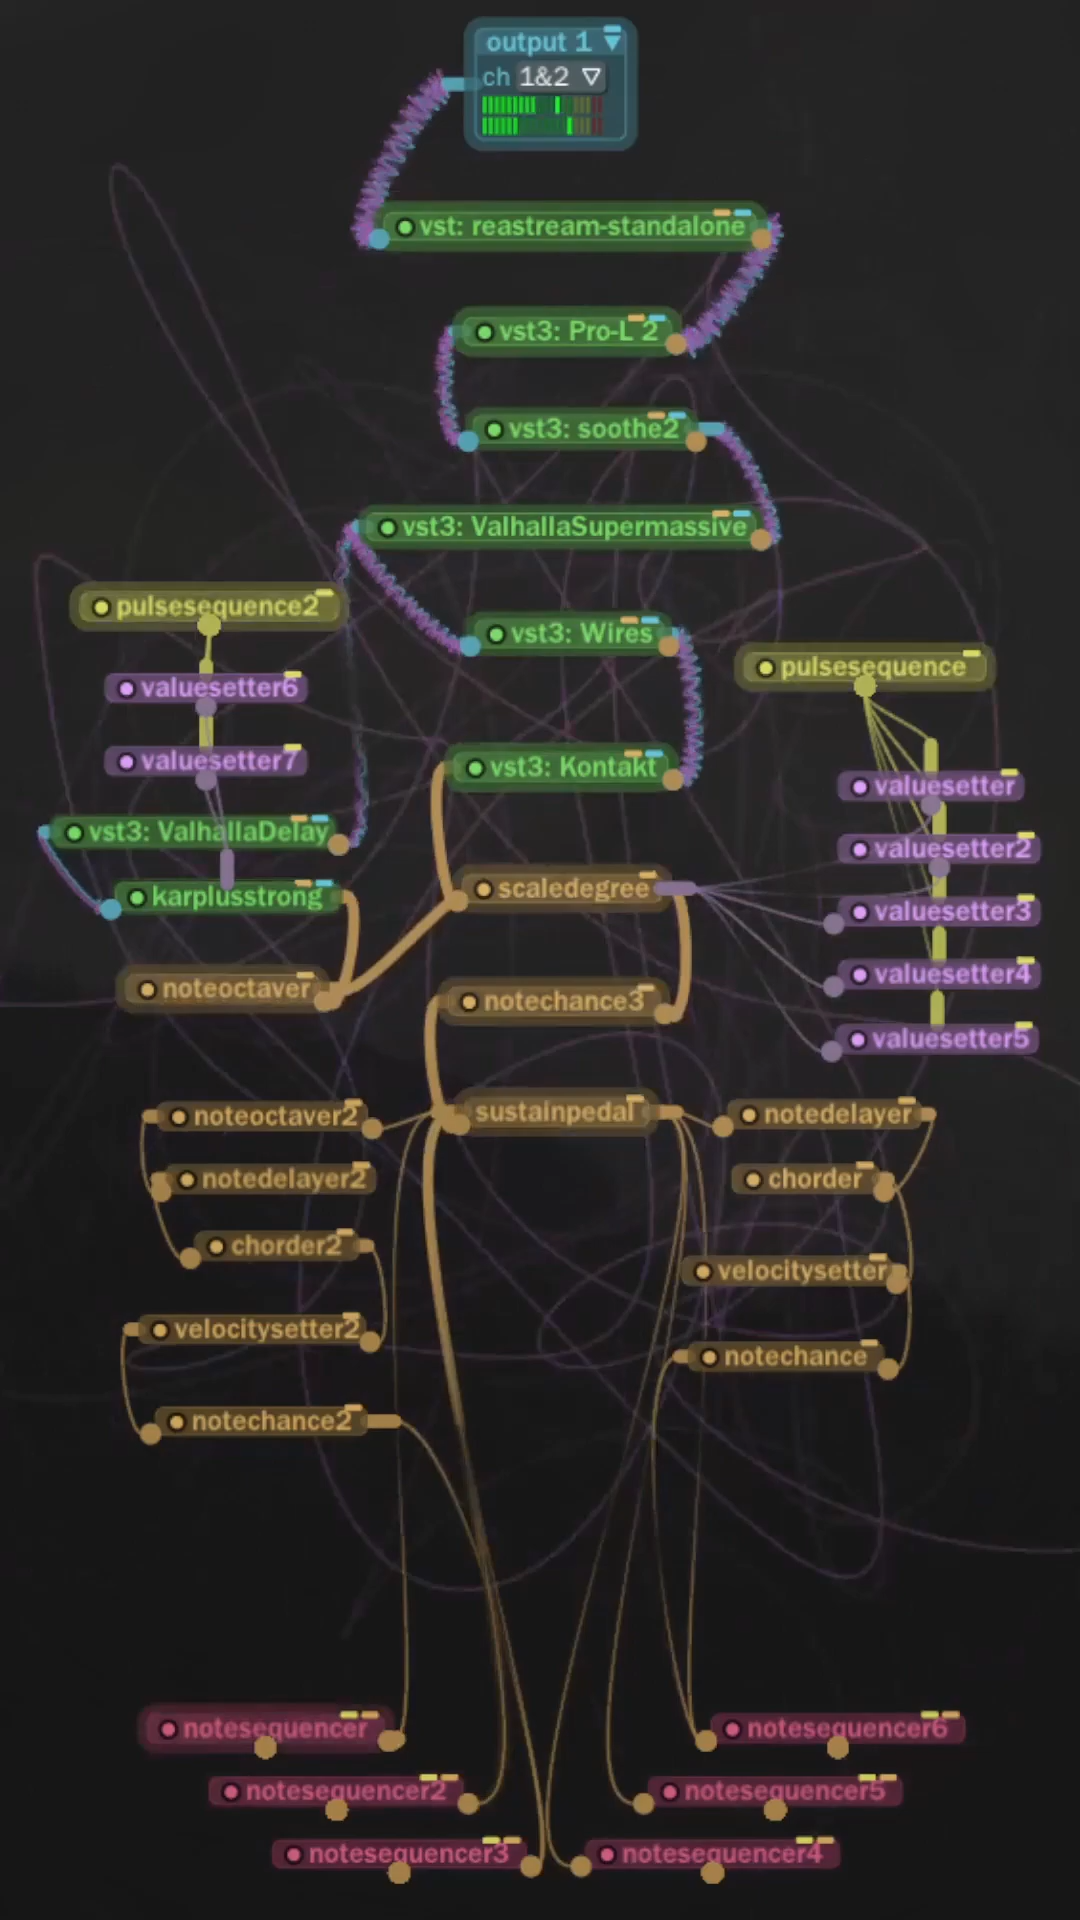 output 1
ch 1&2
vst: reastream-standalone
vst3: Pro-L 2
vst3: soothe2
vst3: ValhallaSupermassive
pulsesequence2
vst3: Wires
pulsesequence
valuesetter6
valuesetter7
vst3: Kontakt
valuesetter
vst3: ValhallaDelay
valuesetter2
karplusstrong
scaledegree
valuesetter3
noteoctaver
notechance3
valuesetter4
valuesetter5
noteoctaver2
sustainpedal
notedelayer
notedelayer2
chorder
chorder2
velocitysetter
velocitysetter2
notechance
notechance2
notesequencer
notesequencer6
notesequencer2
notesequencer5
notesequencer3
notesequencer4